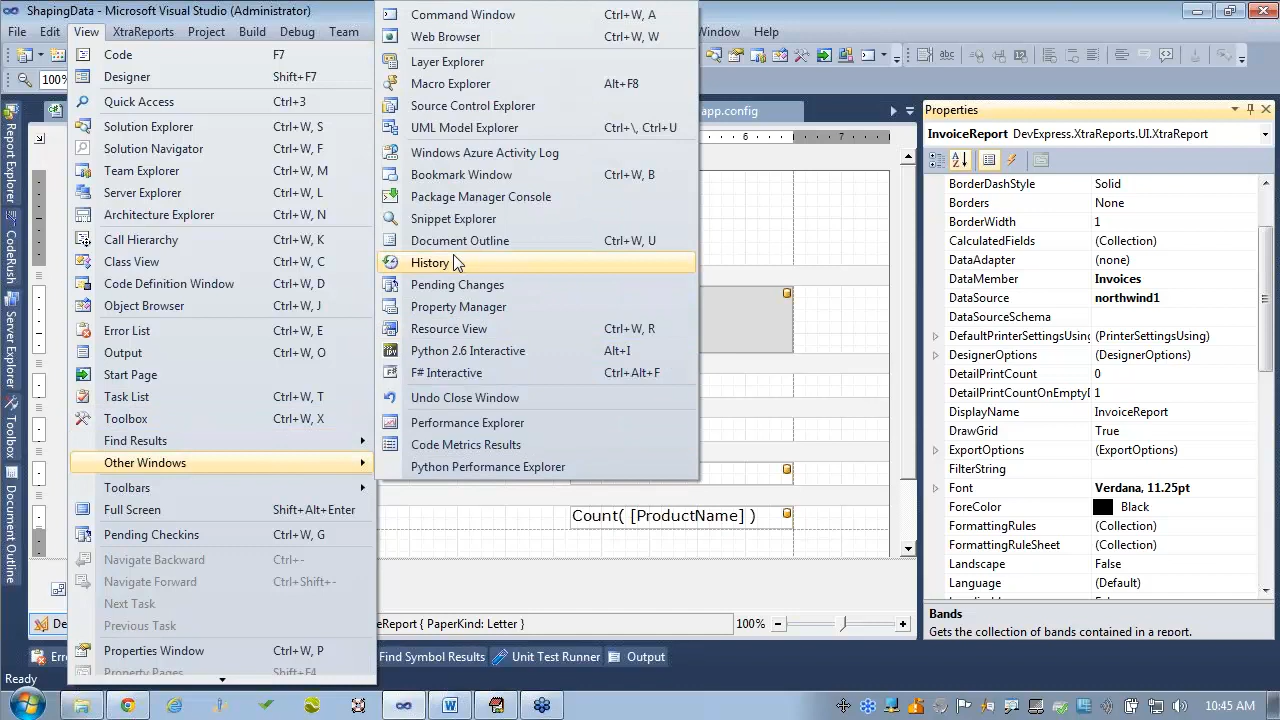 ShapingData - Microsoft Visual Studio (Administrator)
File Edit View XtraReports Project Build Debug Team Window Help
100%
Code F7
Designer Shift+F7
Quick Access Ctrl+3
Solution Explorer Ctrl+W, S
Solution Navigator Ctrl+W, F
Team Explorer Ctrl+W, M
Server Explorer Ctrl+W, L
Architecture Explorer Ctrl+W, N
Call Hierarchy Ctrl+W, K
Class View Ctrl+W, C
Code Definition Window Ctrl+W, D
Object Browser Ctrl+W, J
Error List Ctrl+W, E
Output Ctrl+W, O
Start Page
Task List Ctrl+W, T
Toolbox Ctrl+W, X
Find Results
Other Windows
Toolbars
Full Screen Shift+Alt+Enter
Pending Checkins Ctrl+W, G
Navigate Backward Ctrl+-
Navigate Forward Ctrl+Shift+-
Next Task
Previous Task
Properties Window Ctrl+W, P
Property Pages Shift+F4
Command Window Ctrl+W, A
Web Browser Ctrl+W, W
Layer Explorer
Macro Explorer Alt+F8
Source Control Explorer
UML Model Explorer Ctrl+\, Ctrl+U
Windows Azure Activity Log
Bookmark Window Ctrl+W, B
Package Manager Console
Snippet Explorer
Document Outline Ctrl+W, U
History
Pending Changes
Property Manager
Resource View Ctrl+W, R
Python 2.6 Interactive Alt+I
F# Interactive Ctrl+Alt+F
Undo Close Window
Performance Explorer
Code Metrics Results
Python Performance Explorer
Report Explorer
CodeRush
Server Explorer
Toolbox
Document Outline
app.config
6 7
Count( [ProductName] )
eReport { PaperKind: Letter }
100%
Find Symbol Results Unit Test Runner Output
Properties
InvoiceReport DevExpress.XtraReports.UI.XtraReport
BorderDashStyle Solid
Borders None
BorderWidth 1
CalculatedFields (Collection)
DataAdapter (none)
DataMember Invoices
DataSource northwind1
DataSourceSchema
DefaultPrinterSettingsUsing (PrinterSettingsUsing)
DesignerOptions (DesignerOptions)
DetailPrintCount 0
DetailPrintCountOnEmptyD 1
DisplayName InvoiceReport
DrawGrid True
ExportOptions (ExportOptions)
FilterString
Font Verdana, 11.25pt
ForeColor Black
FormattingRules (Collection)
FormattingRuleSheet (Collection)
Landscape False
Language (Default)
Bands
Gets the collection of bands contained in a report.
Ready
10:45 AM